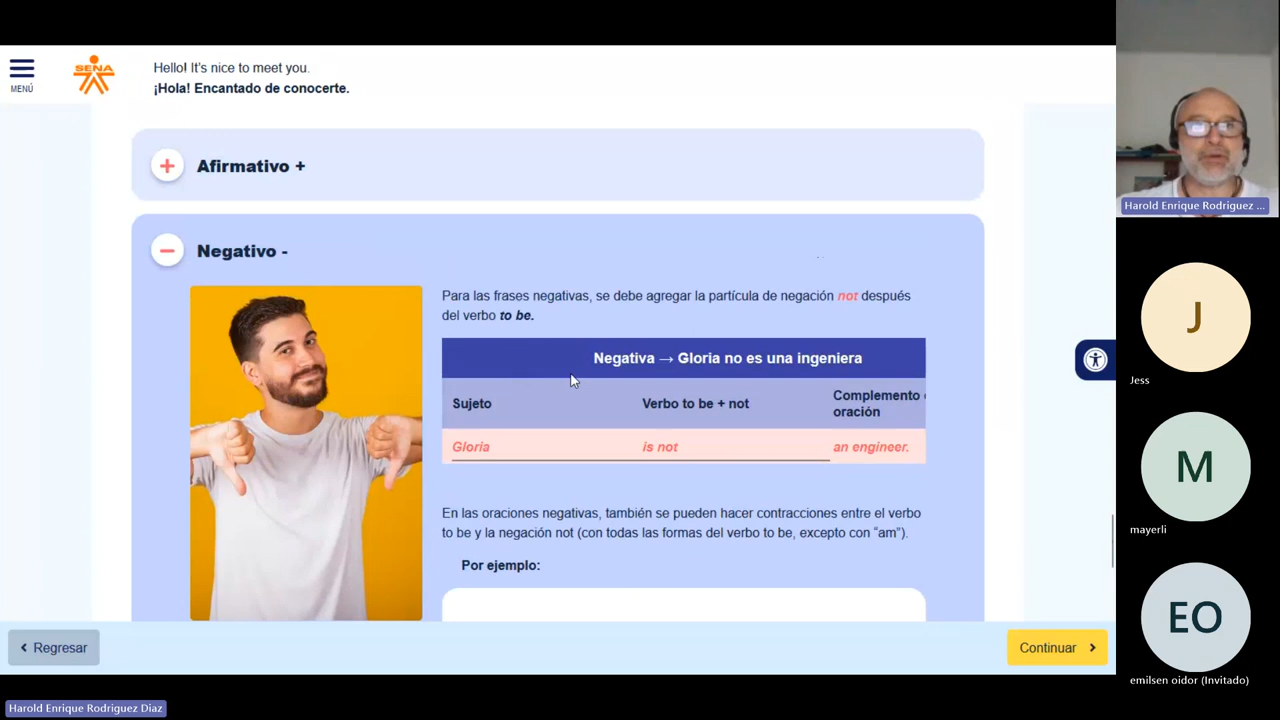 MENÚ
SENA
Hello! It's nice to meet you.
¡Hola! Encantado de conocerte.
Afirmativo +
Negativo -
Para las frases negativas, se debe agregar la partícula de negación not después
del verbo to be.
Negativa → Gloria no es una ingeniera
Sujeto
Verbo to be + not
Complemento
oración
Gloria
is not
an engineer.
En las oraciones negativas, también se pueden hacer contracciones entre el verbo
to be y la negación not (con todas las formas del verbo to be, excepto con “am”).
Por ejemplo:
Regresar
Continuar
Harold Enrique Rodriguez Diaz
Harold Enrique Rodriguez ...
J
Jess
M
mayerli
EO
emilsen oidor (Invitado)